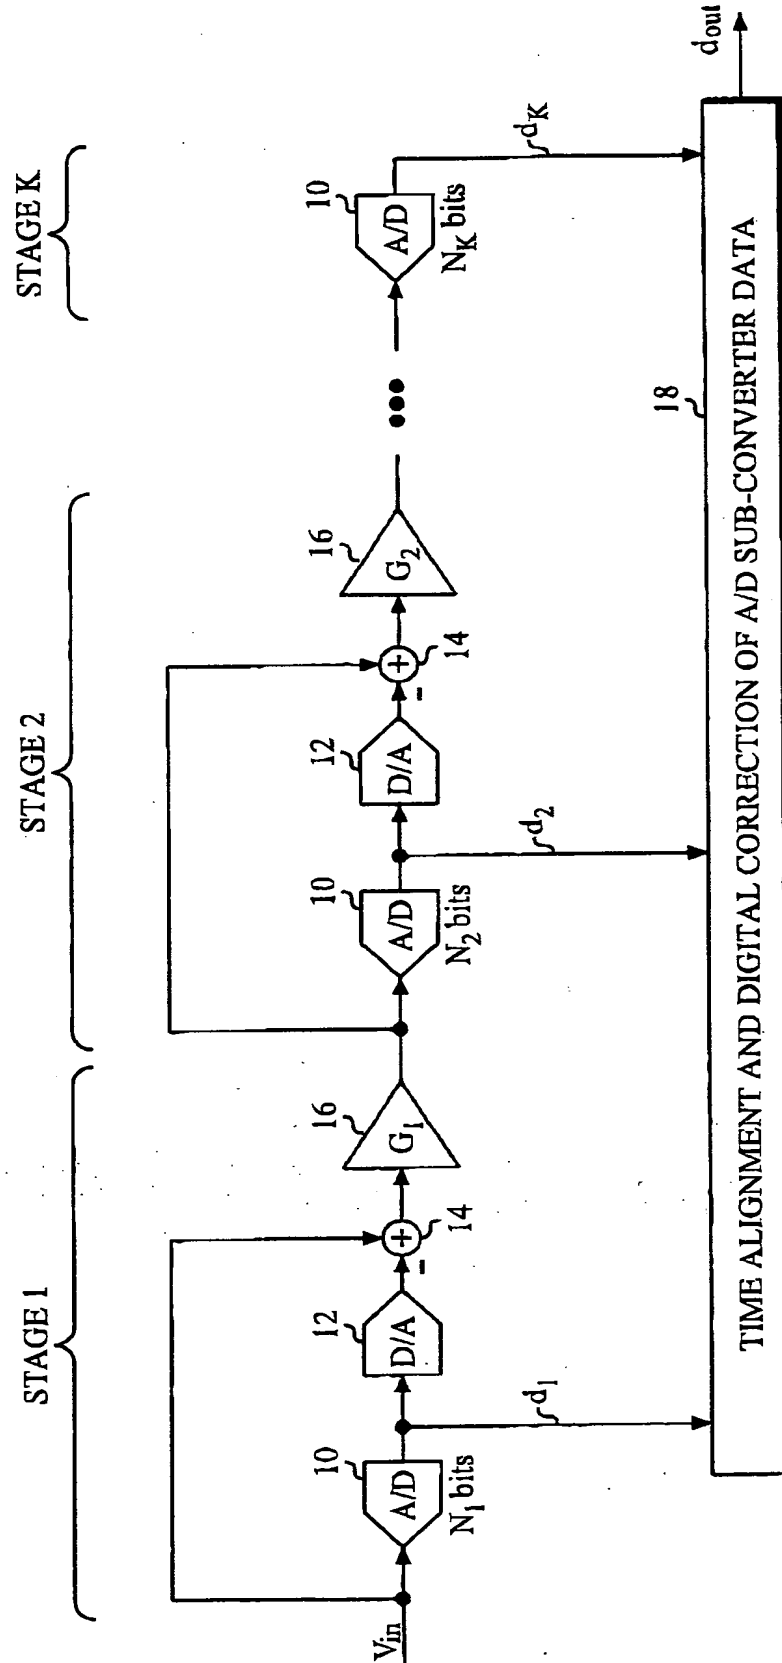 STAGE 1
STAGE 2
STAGE K
V_in
10
A/D
N_1 bits
12
D/A
-
+
14
16
G_1
10
A/D
N_2 bits
12
D/A
-
+
14
16
G_2
10
A/D
N_K bits
d_1
d_2
d_K
18
TIME ALIGNMENT AND DIGITAL CORRECTION OF A/D SUB-CONVERTER DATA
d_out